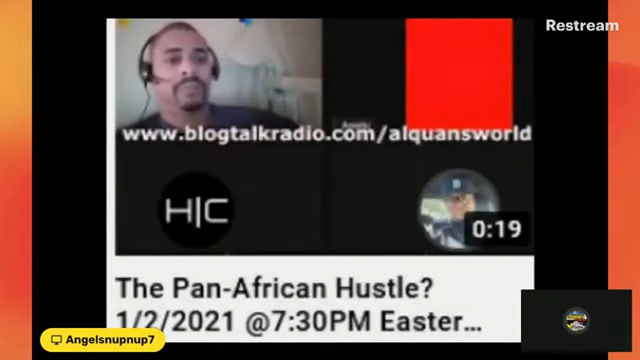 Restream
www.blogtalkradio.com/alquansworld
H|C
0:19
The Pan-African Hustle?
1/2/2021 @7:30PM Easter...
Angelsnupnup7